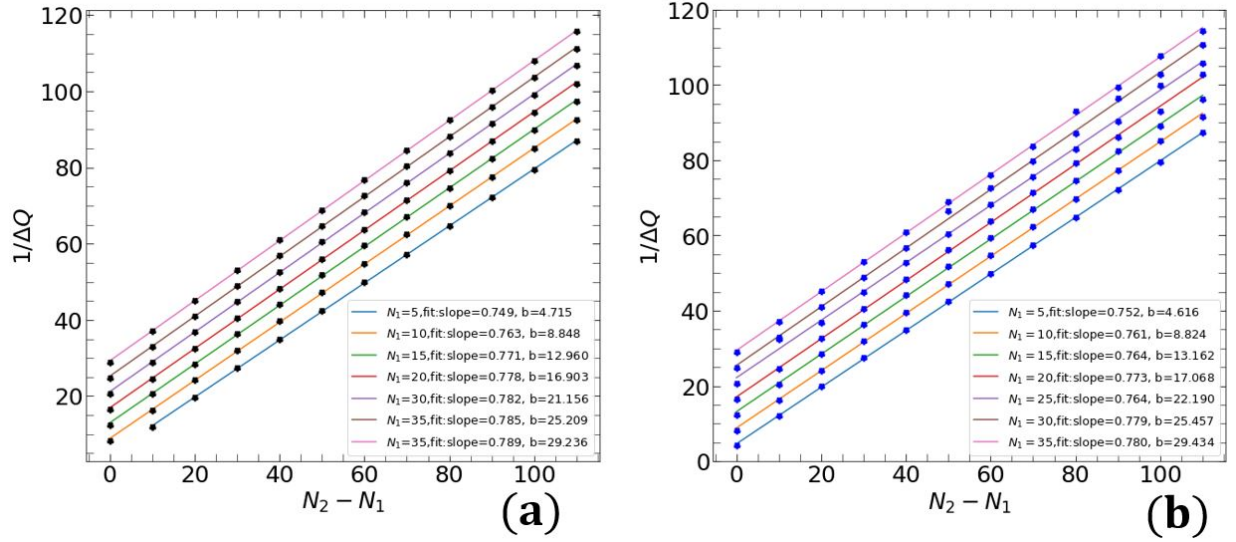 120
100
80
60
40
20
1/ΔQ
N₁=5,fit:slope=0.749, b=4.715
N₁=10,fit:slope=0.763, b=8.848
N₁=15,fit:slope=0.771, b=12.960
N₁=20,fit:slope=0.778, b=16.903
N₁=30,fit:slope=0.782, b=21.156
N₁=35,fit:slope=0.785, b=25.209
N₁=35,fit:slope=0.789, b=29.236
0 20 40 60 80 100
N₂ − N₁
(a)
120
100
80
60
40
20
0
1/ΔQ
N₁ = 5,fit:slope=0.752, b=4.616
N₁ = 10,fit:slope=0.761, b=8.824
N₁ = 15,fit:slope=0.764, b=13.162
N₁ = 20,fit:slope=0.773, b=17.068
N₁ = 25,fit:slope=0.764, b=22.190
N₁ = 30,fit:slope=0.779, b=25.457
N₁ = 35,fit:slope=0.780, b=29.434
0 20 40 60 80 100
N₂ − N₁
(b)